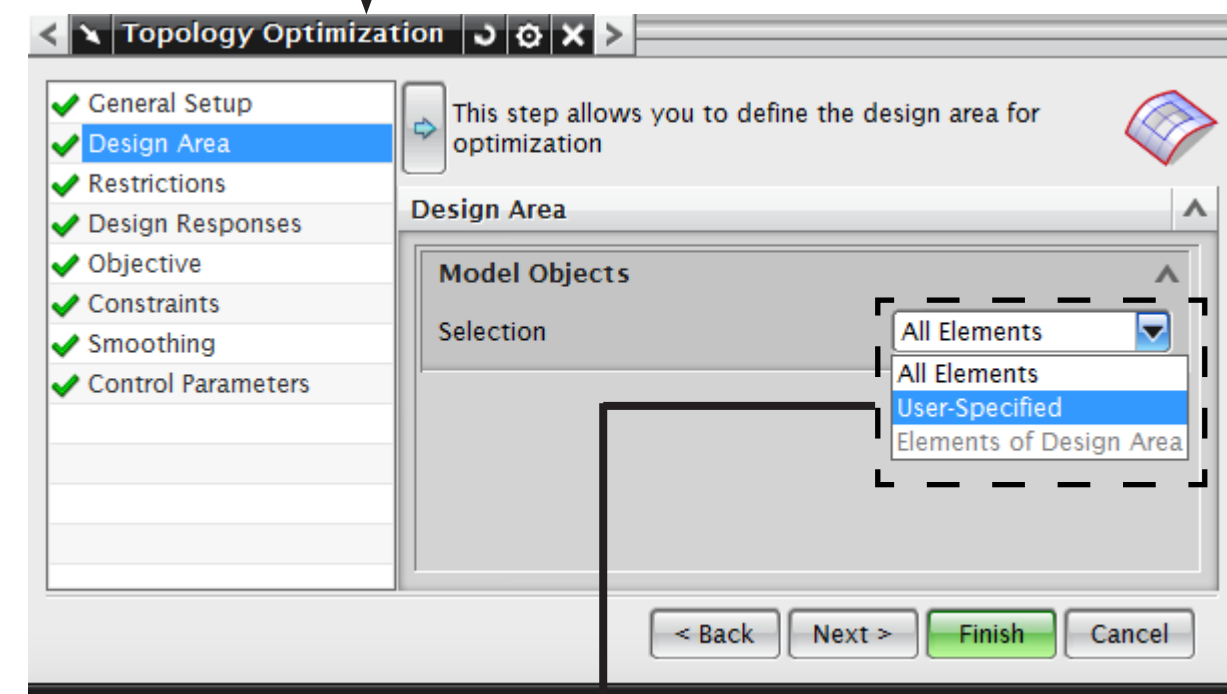 Topology Optimization
General Setup
Design Area
Restrictions
Design Responses
Objective
Constraints
Smoothing
Control Parameters
This step allows you to define the design area for
optimization
Design Area
Model Objects
Selection
All Elements
All Elements
User-Specified
Elements of Design Area
< Back
Next >
Finish
Cancel